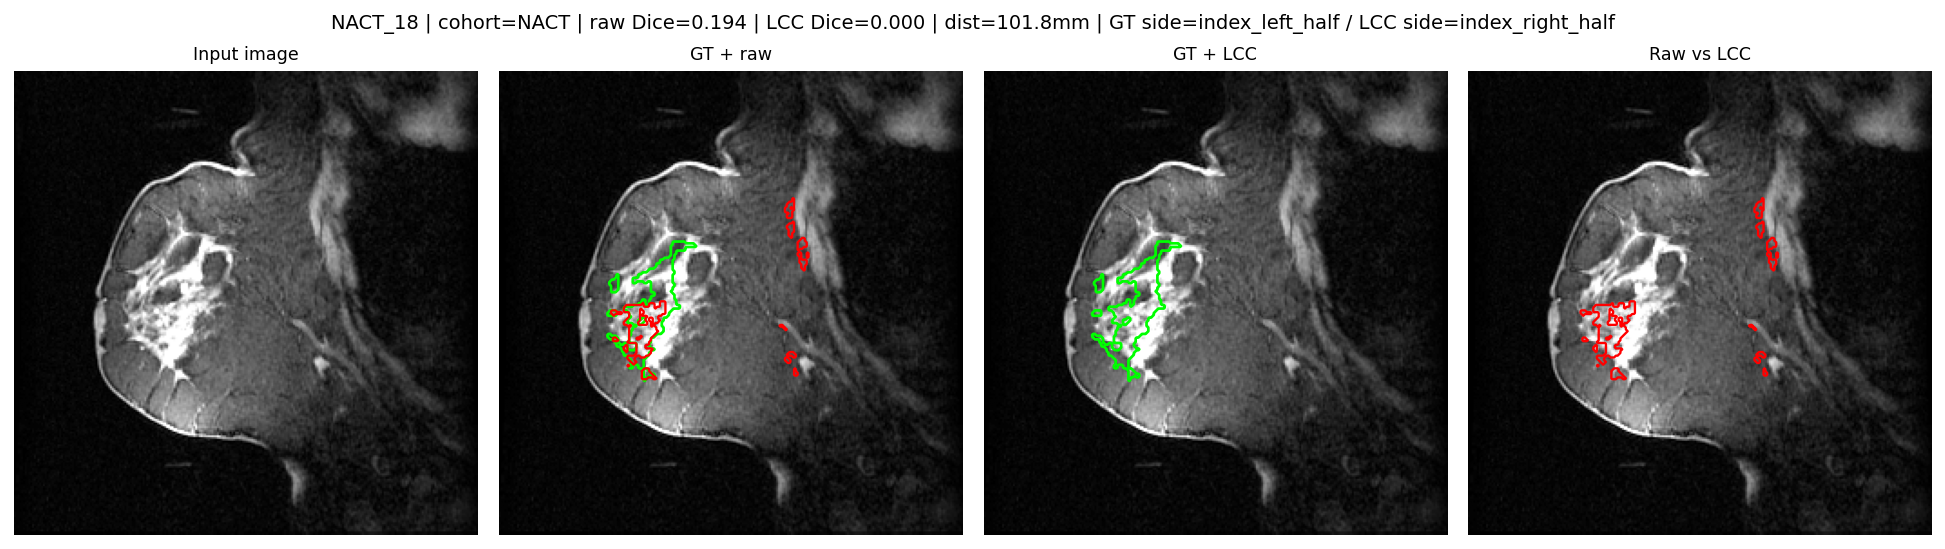 NACT_18 | cohort=NACT | raw Dice=0.194 | LCC Dice=0.000 | dist=101.8mm | GT side=index_left_half / LCC side=index_right_half
Input image
GT + raw
GT + LCC
Raw vs LCC